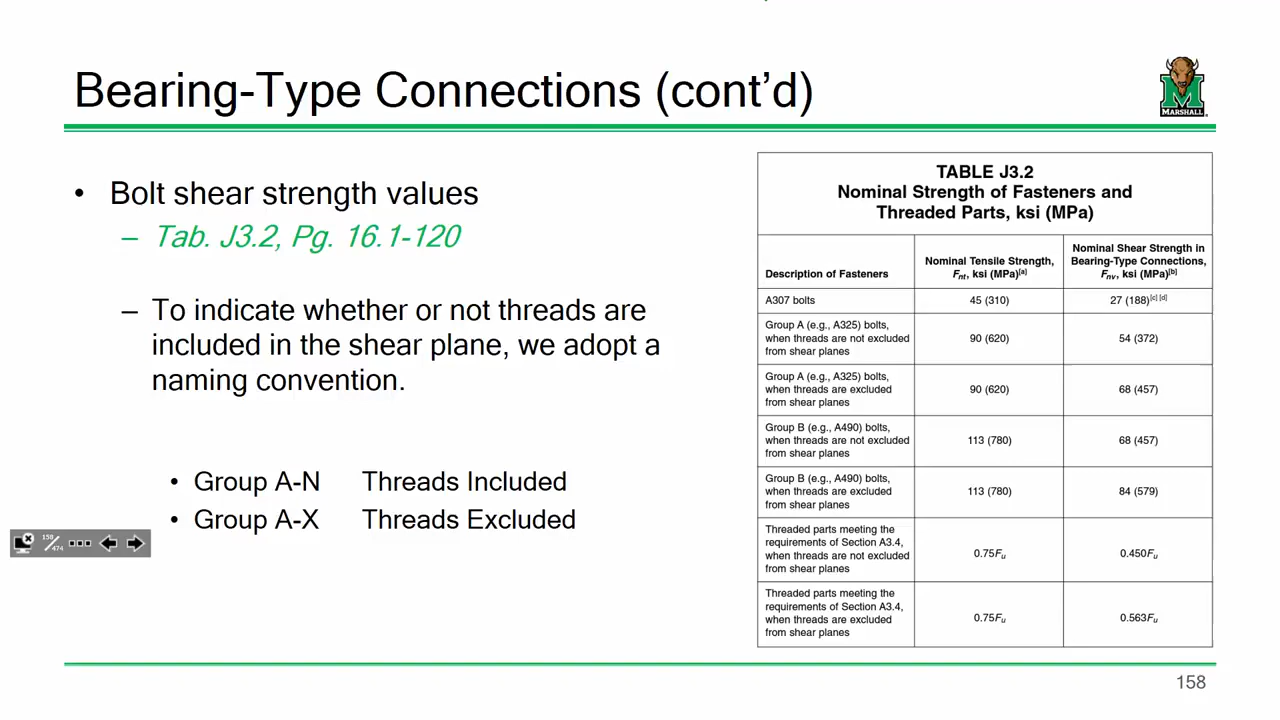 Bearing-Type Connections (cont’d)
MARSHALL
• Bolt shear strength values
– Tab. J3.2, Pg. 16.1-120
– To indicate whether or not threads are
included in the shear plane, we adopt a
naming convention.
• Group A-N Threads Included
• Group A-X Threads Excluded
158/474
TABLE J3.2
Nominal Strength of Fasteners and
Threaded Parts, ksi (MPa)
Description of Fasteners
Nominal Tensile Strength,
Fnt, ksi (MPa)[a]
Nominal Shear Strength in
Bearing-Type Connections,
Fnv, ksi (MPa)[b]
A307 bolts
45 (310)
27 (188)[c] [d]
Group A (e.g., A325) bolts,
when threads are not excluded
from shear planes
90 (620)
54 (372)
Group A (e.g., A325) bolts,
when threads are excluded
from shear planes
90 (620)
68 (457)
Group B (e.g., A490) bolts,
when threads are not excluded
from shear planes
113 (780)
68 (457)
Group B (e.g., A490) bolts,
when threads are excluded
from shear planes
113 (780)
84 (579)
Threaded parts meeting the
requirements of Section A3.4,
when threads are not excluded
from shear planes
0.75Fu
0.450Fu
Threaded parts meeting the
requirements of Section A3.4,
when threads are excluded
from shear planes
0.75Fu
0.563Fu
158